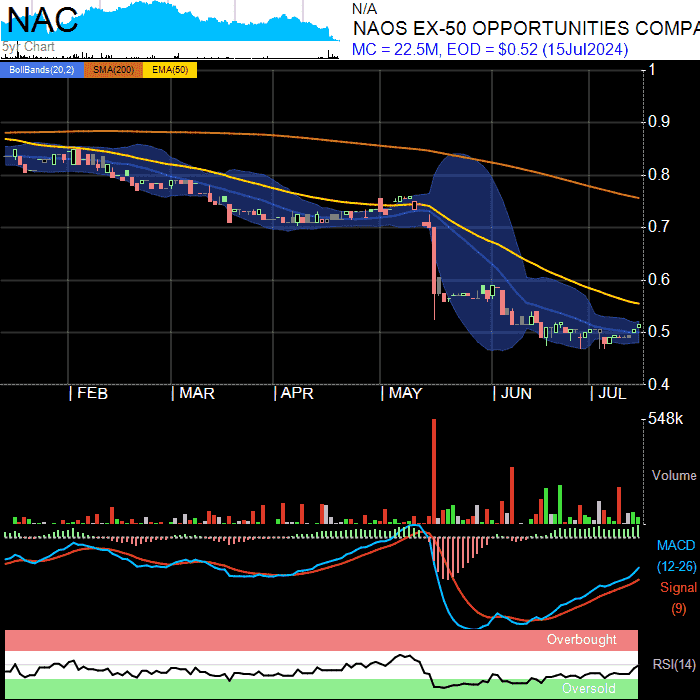 NAC
5yr Chart
N/A
NAOS EX-50 OPPORTUNITIES COMPA
MC = 22.5M, EOD = $0.52 (15Jul2024)
BollBands(20,2) SMA(200) EMA(50)
1
0.9
0.8
0.7
0.6
0.5
0.4
FEB MAR APR MAY JUN JUL
548k
Volume
MACD
(12-26)
Signal
(9)
Overbought
RSI(14)
Oversold